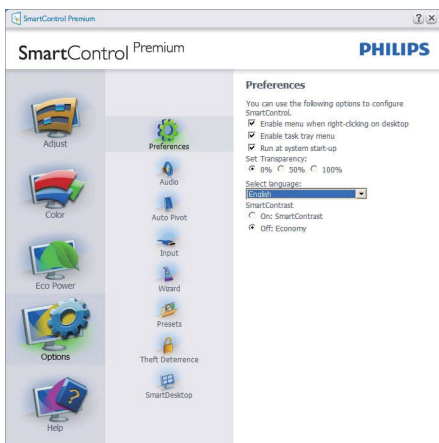 SmartControl Premium
SmartControl Premium
PHILIPS
Adjust
Color
Eco Power
Options
Help
Preferences
Audio
Auto Pivot
Input
Wizard
Presets
Theft Deterrence
SmartDesktop
Preferences
You can use the following options to configure
SmartControl.
Enable menu when right-clicking on desktop
Enable task tray menu
Run at system start-up
Set Transparency:
0% 50% 100%
Select language:
English
SmartContrast
On: SmartContrast
Off: Economy